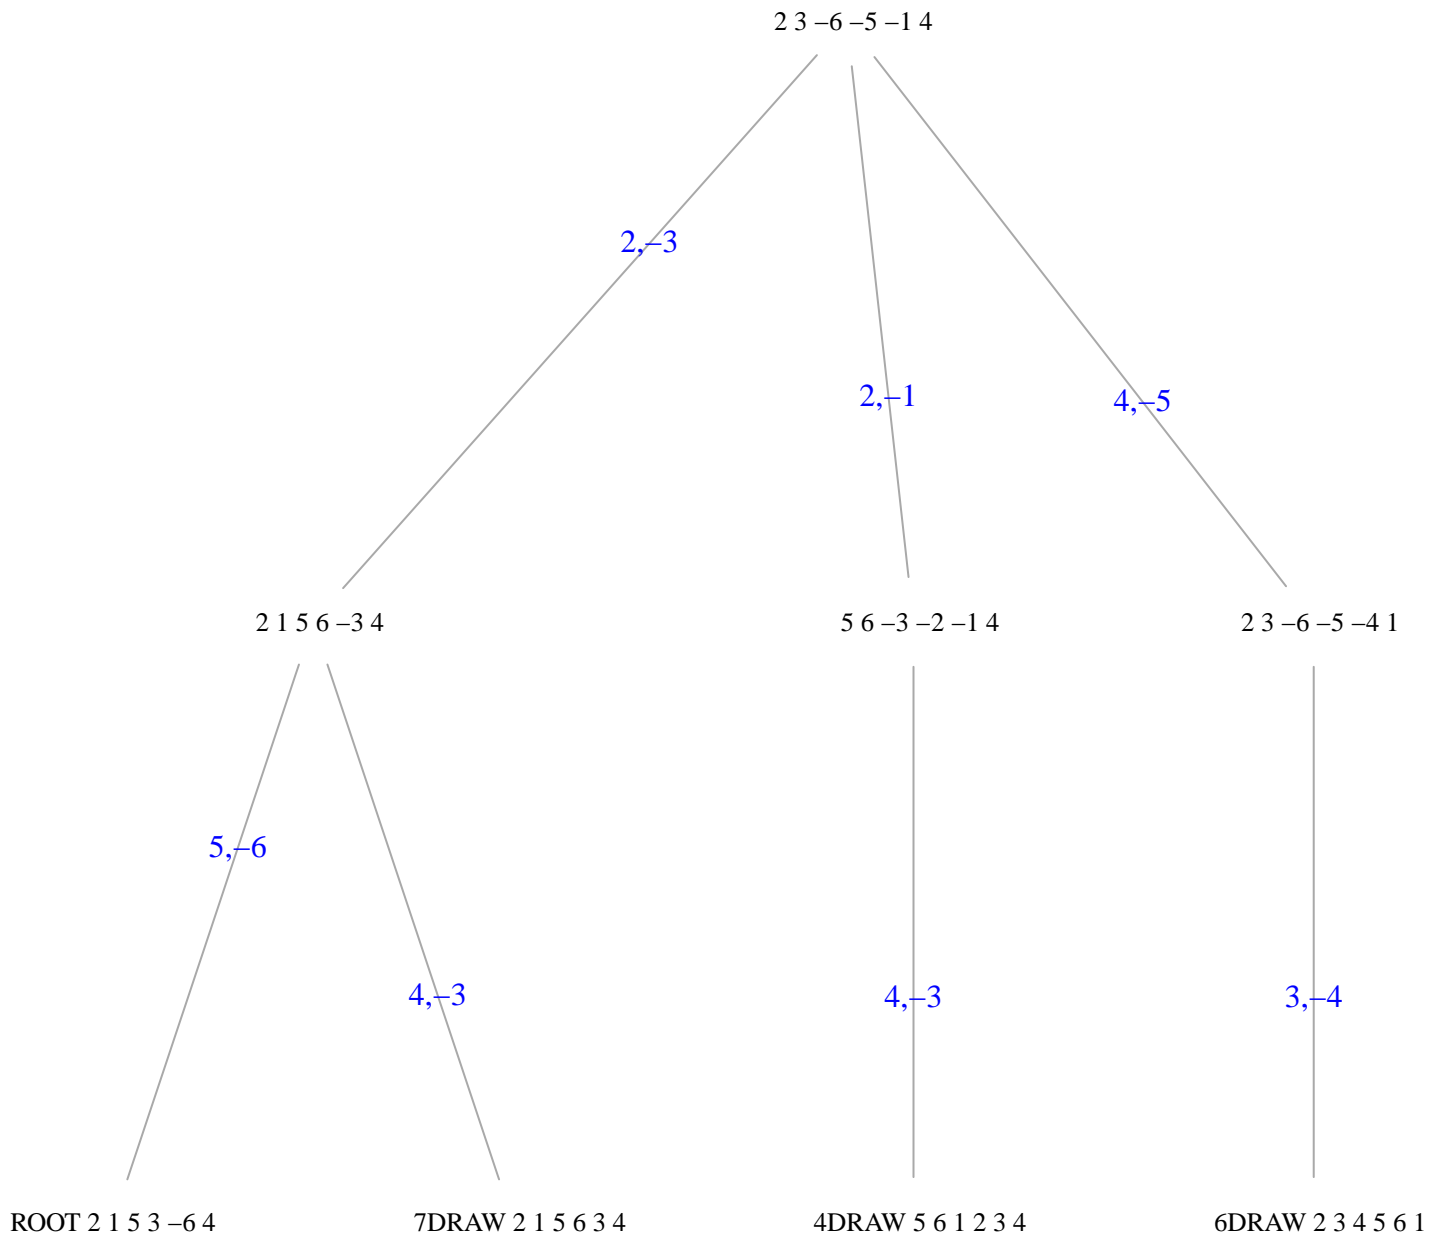 2 3 –6 –5 –1 4
2,–3
2,–1
4,–5
2 1 5 6 –3 4
5 6 –3 –2 –1 4
2 3 –6 –5 –4 1
5,–6
4,–3
4,–3
3,–4
ROOT 2 1 5 3 –6 4
7DRAW 2 1 5 6 3 4
4DRAW 5 6 1 2 3 4
6DRAW 2 3 4 5 6 1